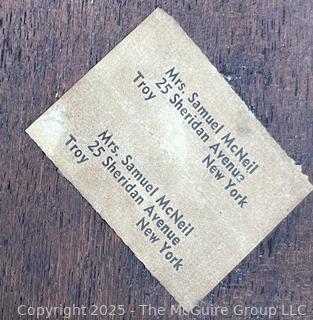 Mrs. Samuel McNeil
25 Sheridan Avenue
Troy New York
Mrs. Samuel McNeil
25 Sheridan Avenue
Troy New York
Copyright 2025 - The McGuire Group LLC